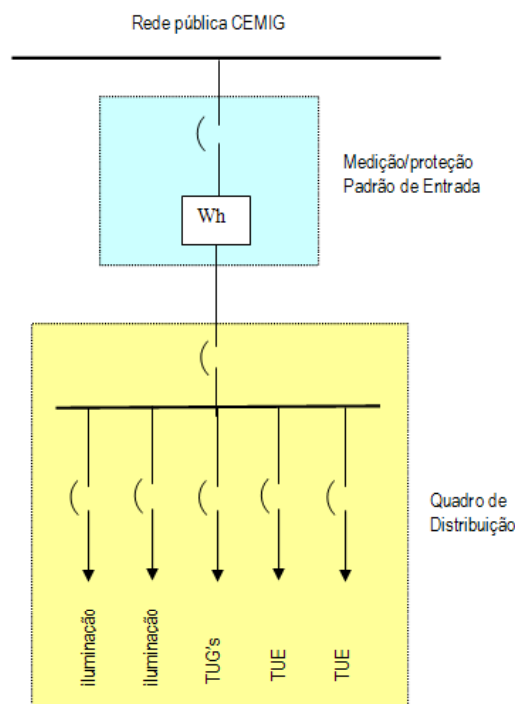 Rede pública CEMIG
Medição/proteção
Padrão de Entrada
Wh
Quadro de
Distribuição
iluminação
iluminação
TUG's
TUE
TUE